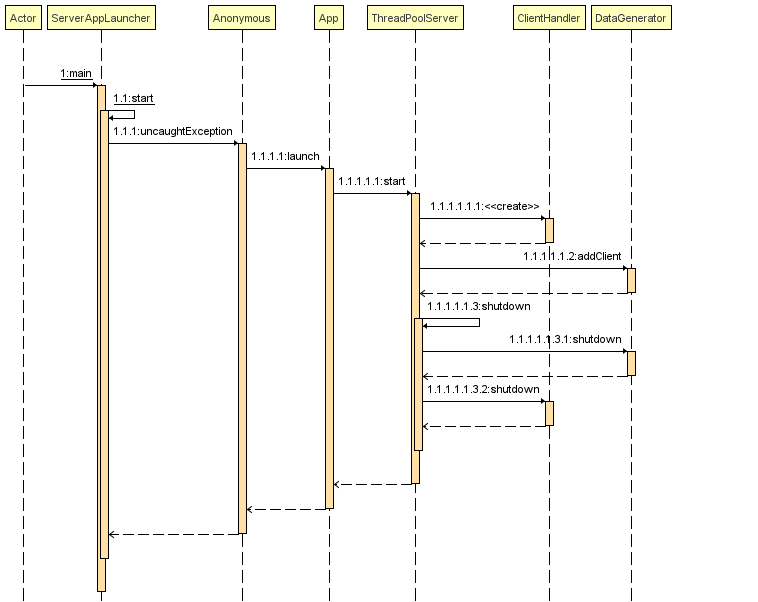 Actor ServerAppLauncher Anonymous App ThreadPoolServer ClientHandler DataGenerator
1:main
1.1:start
1.1.1:uncaughtException
1.1.1.1:launch
1.1.1.1.1:start
1.1.1.1.1.1:<<create>>
1.1.1.1.1.2:addClient
1.1.1.1.1.3:shutdown
1.1.1.1.1.3.1:shutdown
1.1.1.1.1.3.2:shutdown